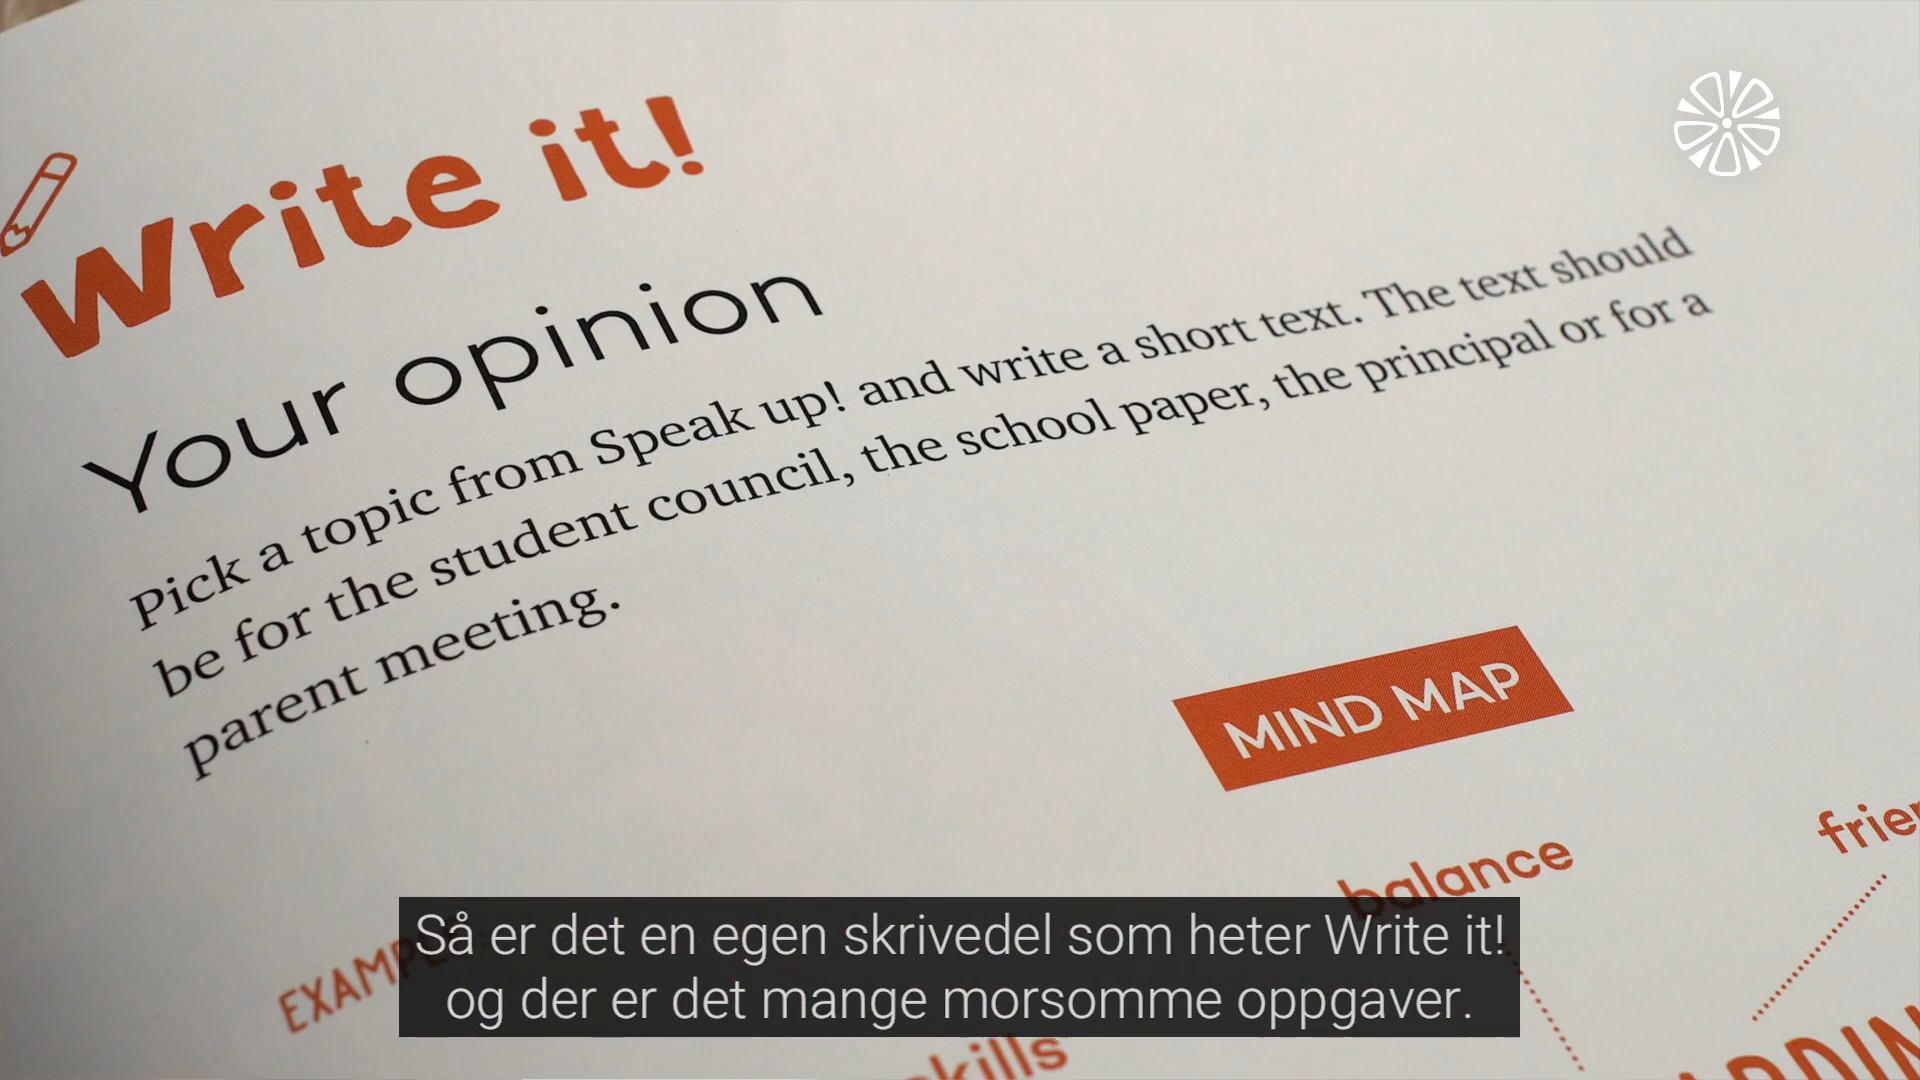 Write it!
Your opinion
Pick a topic from Speak up! and write a short text. The text should
be for the student council, the school paper, the principal or for a
parent meeting.
MIND MAP
balance
Så er det en egen skrivedel som heter Write it!
og der er det mange morsomme oppgaver.